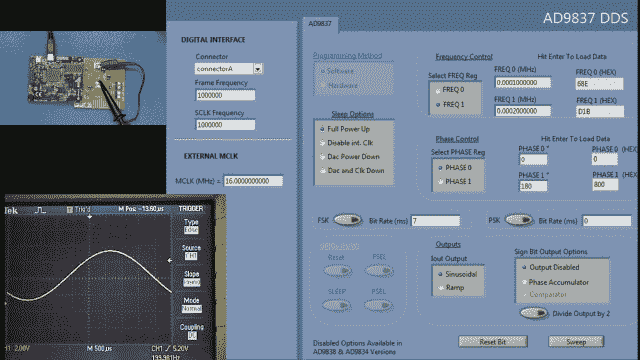 AD9837 DDS
AD9837
DIGITAL INTERFACE
Connector
connectorA
Frame Frequency
1000000
SCLK Frequency
1000000
EXTERNAL MCLK
MCLK (MHz) = 16.0000000000
Programming Method
Software
Hardware
Sleep Options
Full Power Up
Disable int. Clk
Dac Power Down
Dac and Clk Down
Frequency Control
Hit Enter To Load Data
Select FREQ Reg
FREQ 0
FREQ 1
FREQ 0 (MHz)
0.0001000000
FREQ 0 (HEX)
68E
FREQ 1 (MHz)
0.0002000000
FREQ 1 (HEX)
D1B
Phase Control
Hit Enter To Load Data
Select PHASE Reg
PHASE 0
PHASE 1
PHASE 0 °
0
PHASE 0 (HEX)
0
PHASE 1 °
180
PHASE 1 (HEX
800
FSK
Bit Rate (ms) 7
PSK
Bit Rate (ms) 0
Reset
PSEL
SLEEP
PSEL
Outputs
Iout Output
Sinusoidal
Ramp
Sign Bit Output Options
Output Disabled
Phase Accumulator
Comparator
Divide Output by 2
Disabled Options Available in
AD9838 & AD9834 Versions
Reset Bit
Sweep
Tek
Trig'd
M Pos: -13.60µs
TRIGGER
Type
Edge
Source
CH1
Slope
Mode
Normal
Coupling
CH1 2.00V
M 500µs
CH1 / 5.20V